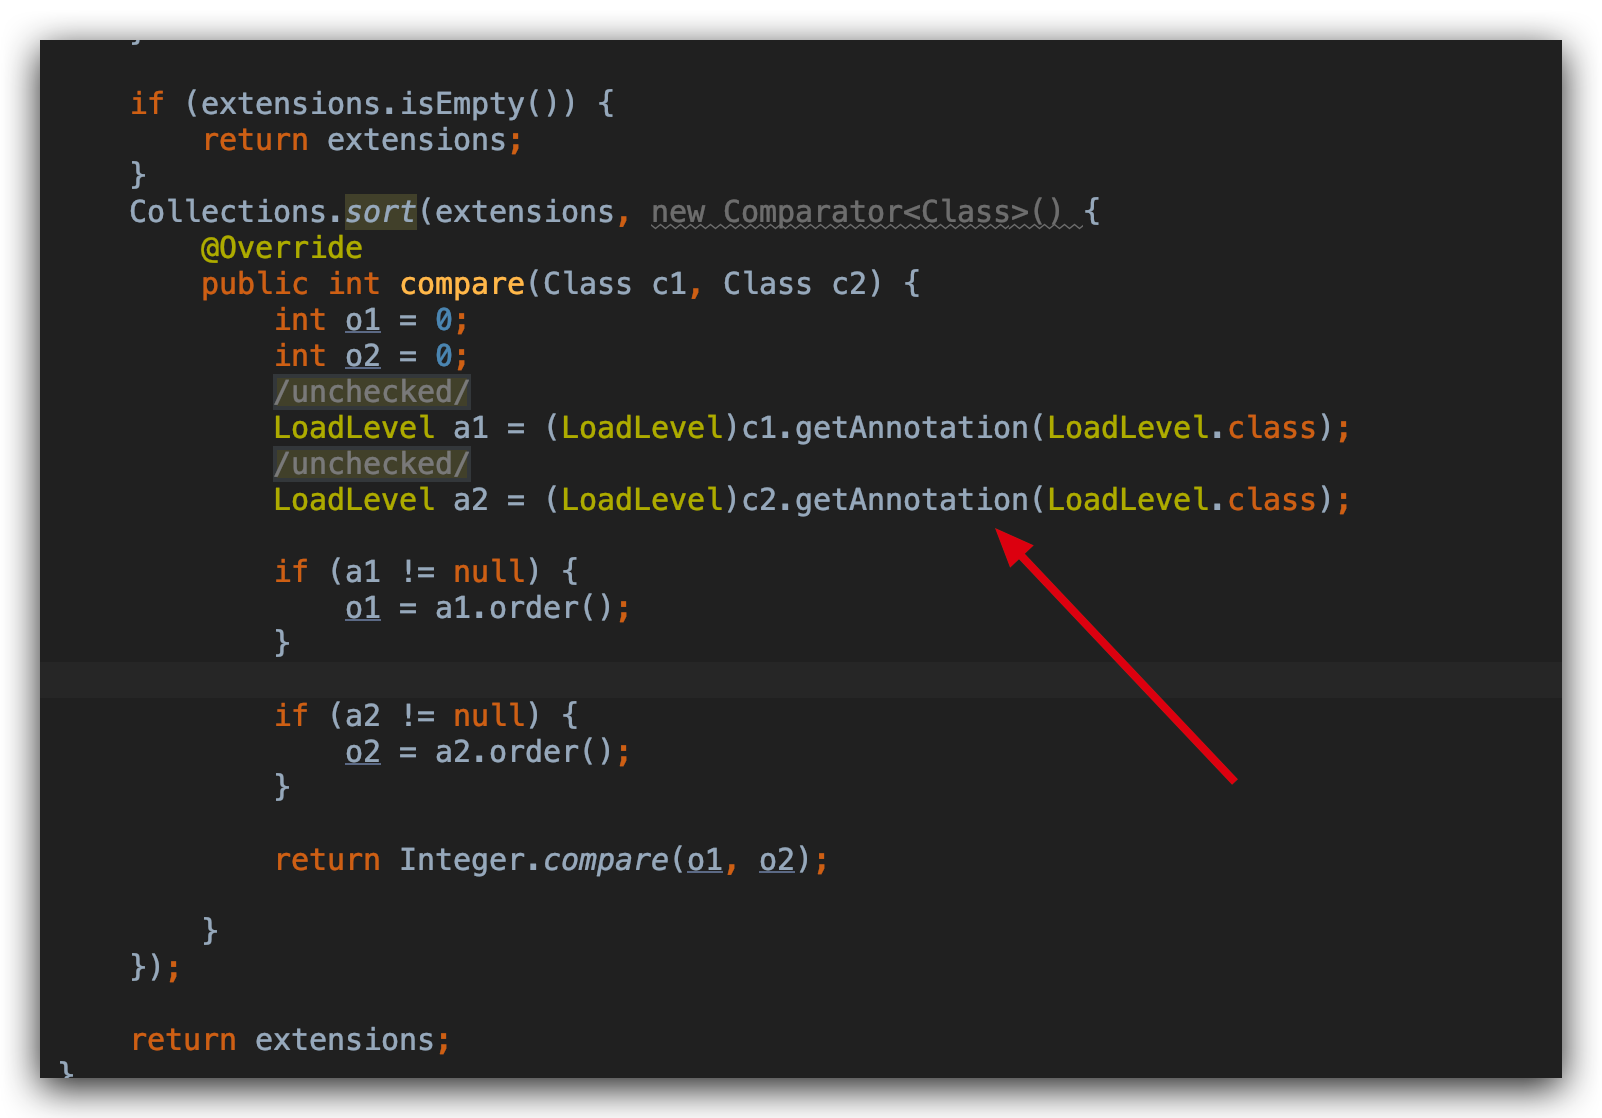 }
if (extensions.isEmpty()) {
return extensions;
}
Collections.sort(extensions, new Comparator<Class>() {
@Override
public int compare(Class c1, Class c2) {
int o1 = 0;
int o2 = 0;
/unchecked/
LoadLevel a1 = (LoadLevel)c1.getAnnotation(LoadLevel.class);
/unchecked/
LoadLevel a2 = (LoadLevel)c2.getAnnotation(LoadLevel.class);
if (a1 != null) {
o1 = a1.order();
}
if (a2 != null) {
o2 = a2.order();
}
return Integer.compare(o1, o2);
}
});
return extensions;
}